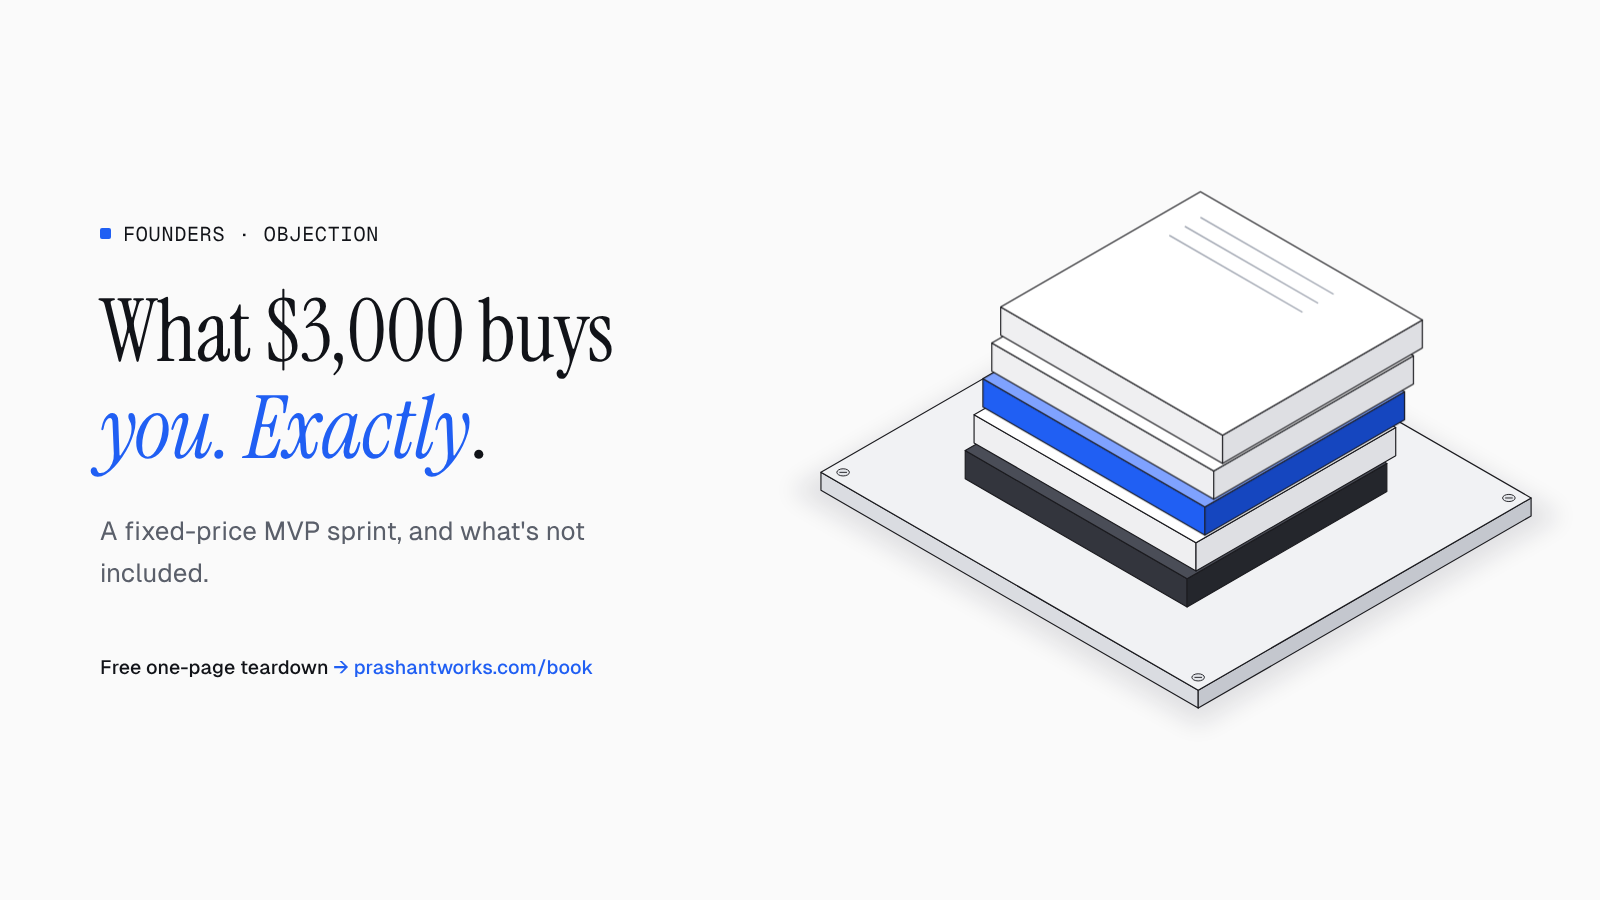 FOUNDERS · OBJECTION
What $3,000 buys
you. Exactly.
A fixed-price MVP sprint, and what's not
included.
Free one-page teardown → prashantworks.com/book